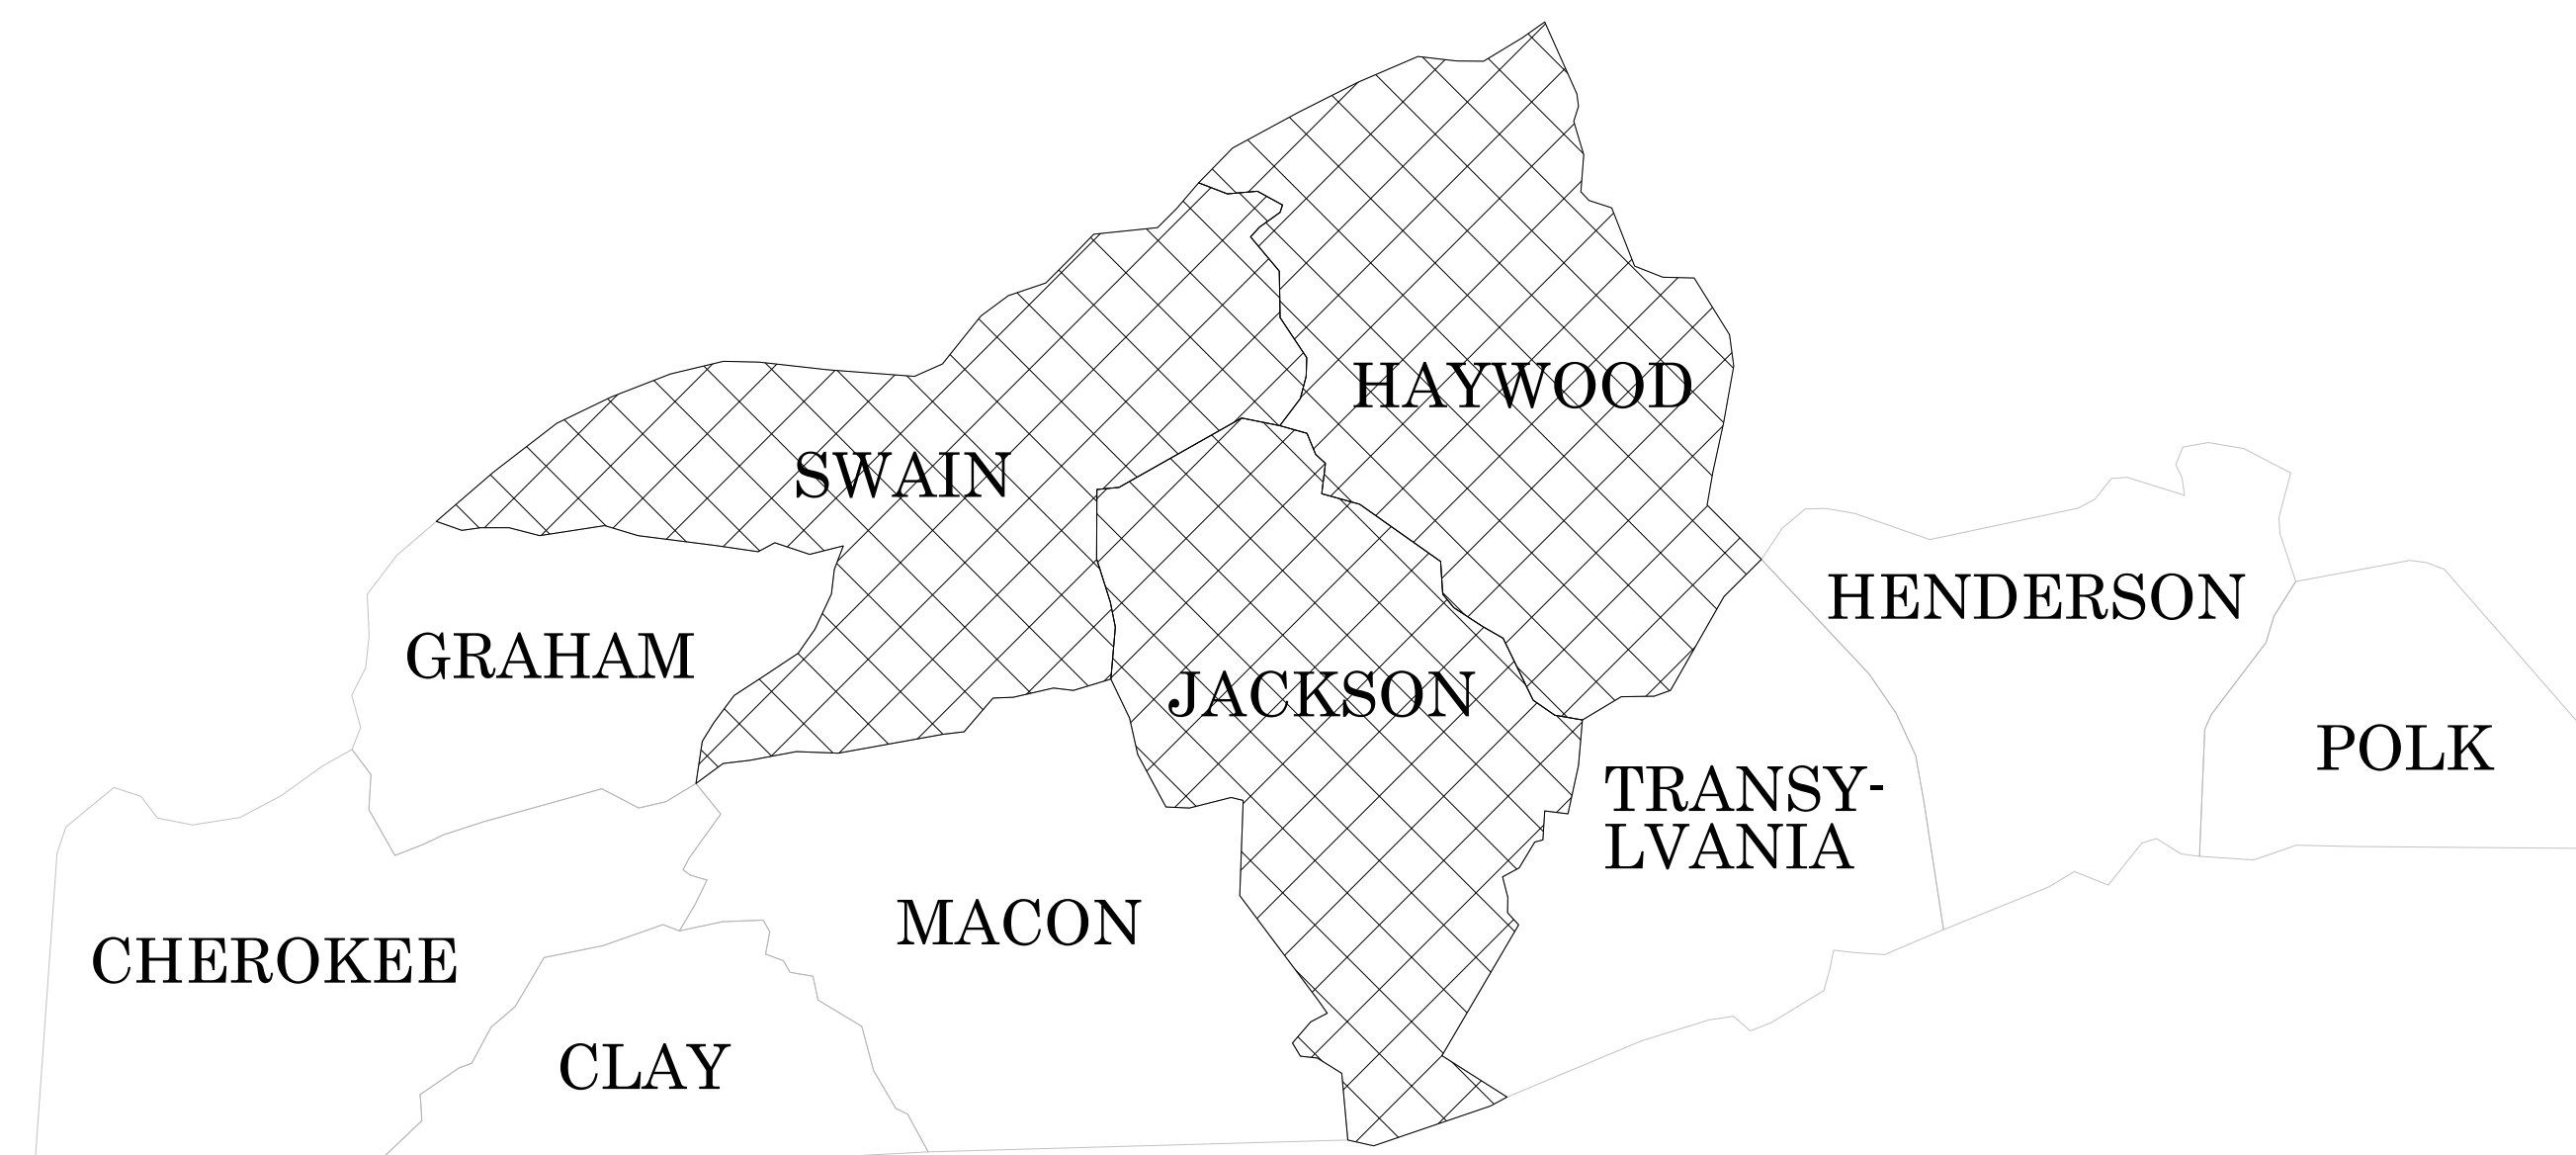 HAYWOOD
SWAIN
HENDERSON
GRAHAM
JACKSON
POLK
TRANSY-
LVANIA
MACON
CHEROKEE
CLAY